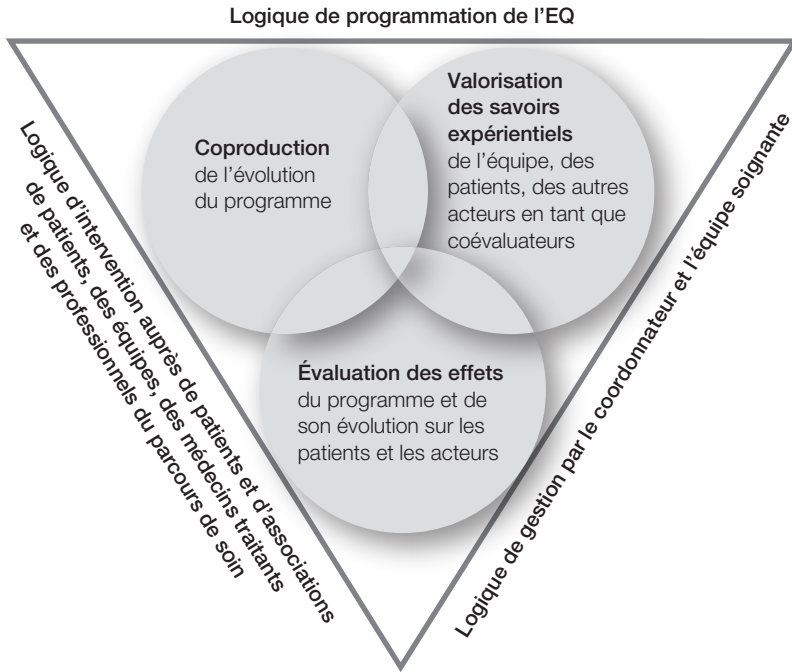 Logique de programmation de l’EQ
Coproduction
de l’évolution
du programme
Valorisation
des savoirs
expérientiels
de l’équipe, des
patients, des autres
acteurs en tant que
coévaluateurs
Évaluation des effets
du programme et de
son évolution sur les
patients et les acteurs
Logique d’intervention auprès de patients et d’associations
de patients, des équipes, des médecins traitants
et des professionnels du parcours de soin
Logique de gestion par le coordonnateur et l’équipe soignante